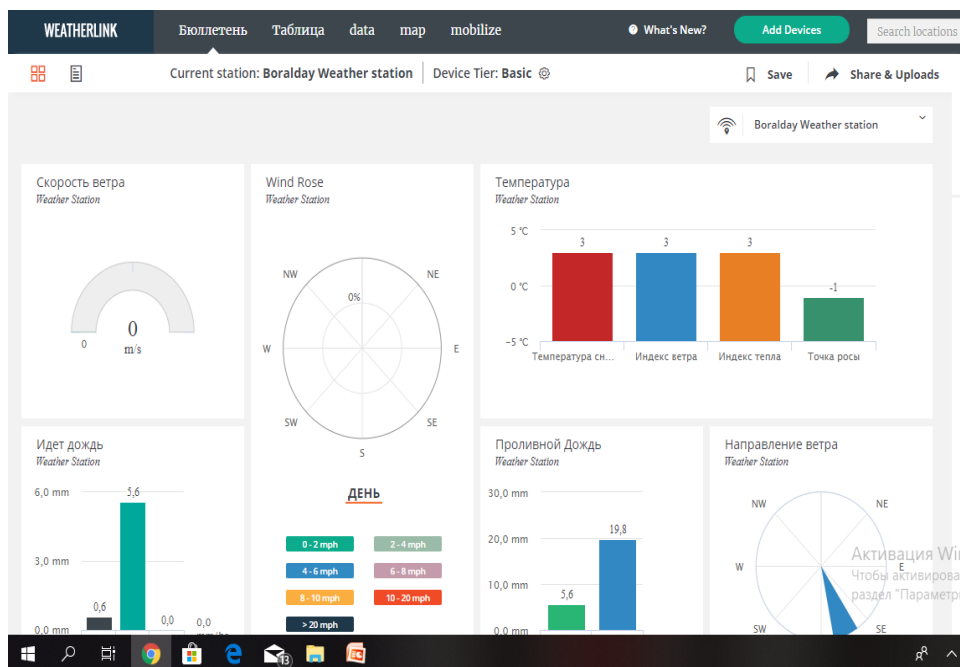 WEATHERLINK Бюллетень Таблица data map mobilize What's New? Add Devices Search locations
Current station: Boralday Weather station Device Tier: Basic Save Share & Uploads
Boralday Weather station
Скорость ветра
Weather Station
0
0
m/s
Wind Rose
Weather Station
NW NE
0%
W E
SW SE
S
ДЕНЬ
0 - 2 mph 2 - 4 mph
4 - 6 mph 6 - 8 mph
8 - 10 mph 10 - 20 mph
> 20 mph
Температура
Weather Station
5 °C
3 3 3
0 °C
-1
-5 °C
Температура сн... Индекс ветра Индекс тепла Точка росы
Идет дождь
Weather Station
6,0 mm
5,6
3,0 mm
0,6
0,0 0,0
0,0 mm
Проливной Дождь
Weather Station
30,0 mm
20,0 mm
19,8
10,0 mm
5,6
0,0 mm
Направление ветра
Weather Station
NW NE
W E
SW SE
Активация Win
Чтобы активирова
раздел "Параметры
13